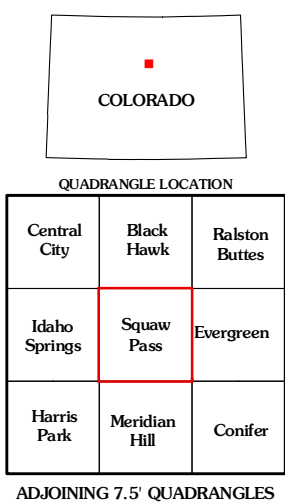 COLORADO
QUADRANGLE LOCATION
Central
City
Black
Hawk
Ralston
Buttes
Idaho
Springs
Squaw
Pass
Evergreen
Harris
Park
Meridian
Hill
Conifer
ADJOINING 7.5' QUADRANGLES